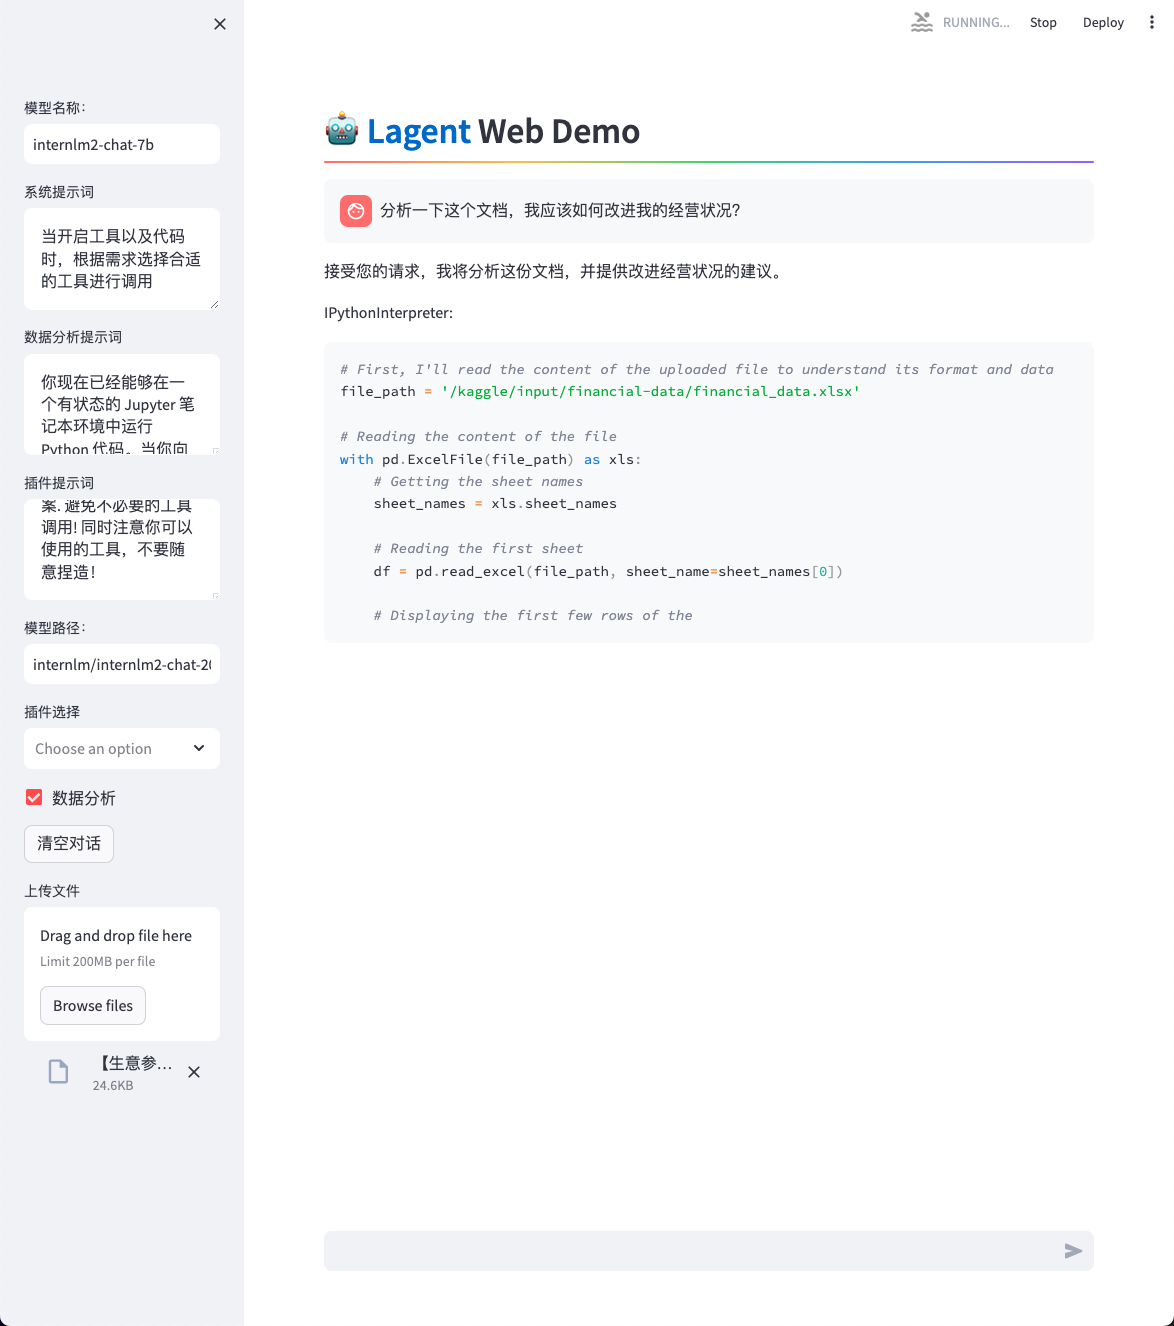 模型名称：
internlm2-chat-7b
系统提示词
当开启工具以及代码
时，根据需求选择合适
的工具进行调用
数据分析提示词
你现在已经能够在一
个有状态的 Jupyter 笔
记本环境中运行
Python 代码。当你向
插件提示词
案. 避免不必要的工具
调用! 同时注意你可以
使用的工具，不要随
意捏造！
模型路径：
internlm/internlm2-chat-20
插件选择
Choose an option
数据分析
清空对话
上传文件
Drag and drop file here
Limit 200MB per file
Browse files
【生意参...
24.6KB
RUNNING...
Stop
Deploy
Lagent Web Demo
分析一下这个文档，我应该如何改进我的经营状况？
接受您的请求，我将分析这份文档，并提供改进经营状况的建议。
IPythonInterpreter:
# First, I'll read the content of the uploaded file to understand its format and data
file_path = '/kaggle/input/financial-data/financial_data.xlsx'
# Reading the content of the file
with pd.ExcelFile(file_path) as xls:
    # Getting the sheet names
    sheet_names = xls.sheet_names
    # Reading the first sheet
    df = pd.read_excel(file_path, sheet_name=sheet_names[0])
    # Displaying the first few rows of the